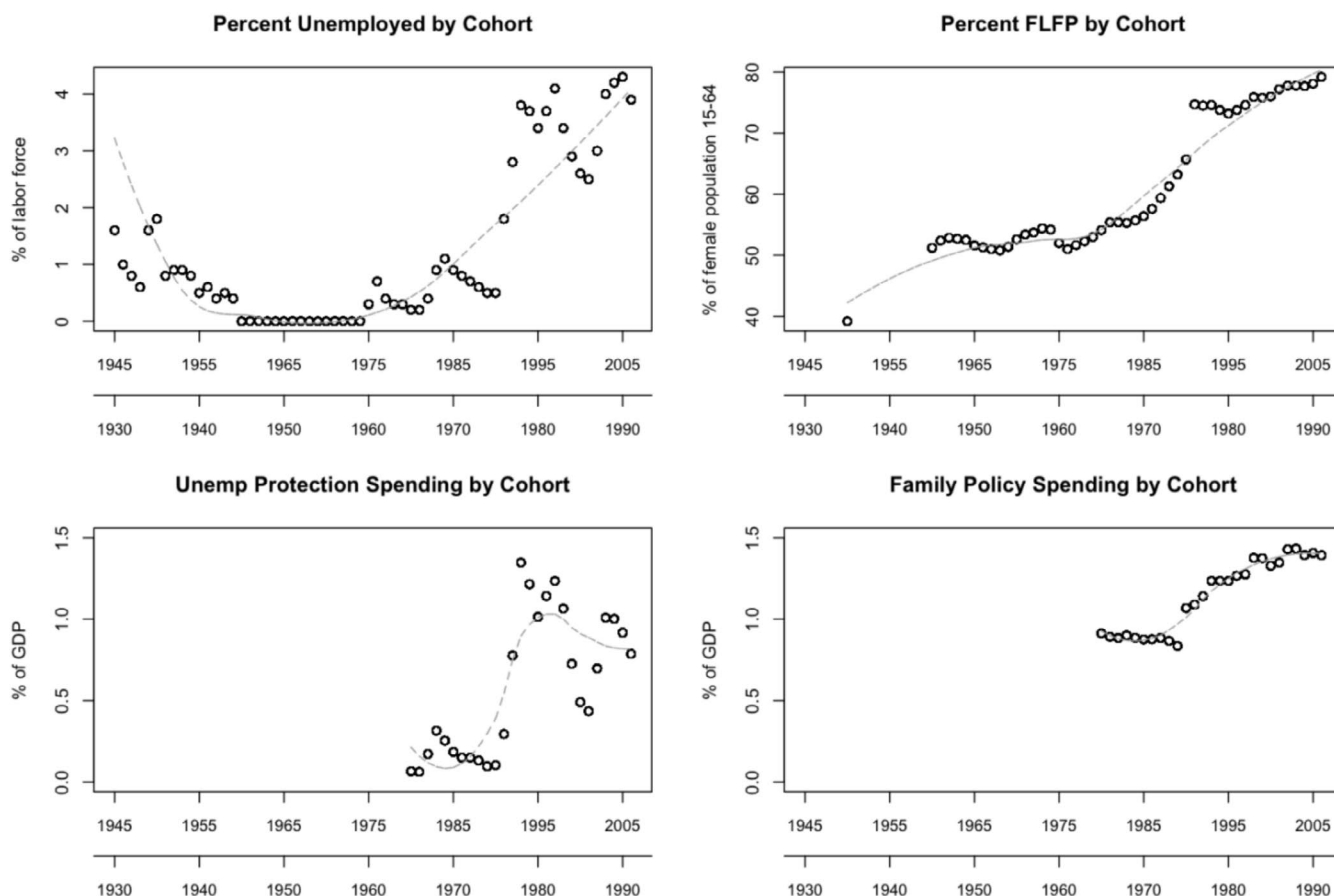 Percent Unemployed by Cohort
% of labor force
0 1 2 3 4
1945 1955 1965 1975 1985 1995 2005
1930 1940 1950 1960 1970 1980 1990
Percent FLFP by Cohort
% of female population 15-64
40 50 60 70 80
1945 1955 1965 1975 1985 1995 2005
1930 1940 1950 1960 1970 1980 1990
Unemp Protection Spending by Cohort
% of GDP
0.0 0.5 1.0 1.5
1945 1955 1965 1975 1985 1995 2005
1930 1940 1950 1960 1970 1980 1990
Family Policy Spending by Cohort
% of GDP
0.0 0.5 1.0 1.5
1945 1955 1965 1975 1985 1995 2005
1930 1940 1950 1960 1970 1980 1990